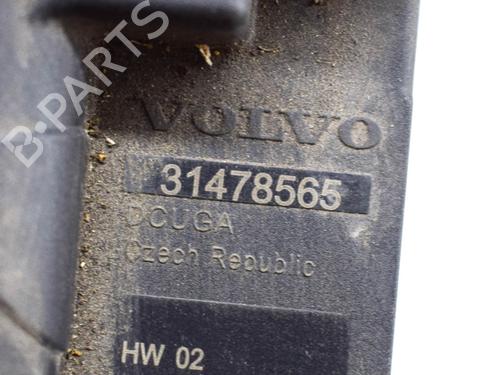 B-PARTS
VOLVO
31478565
DCUGA
Czech Republic
HW 02